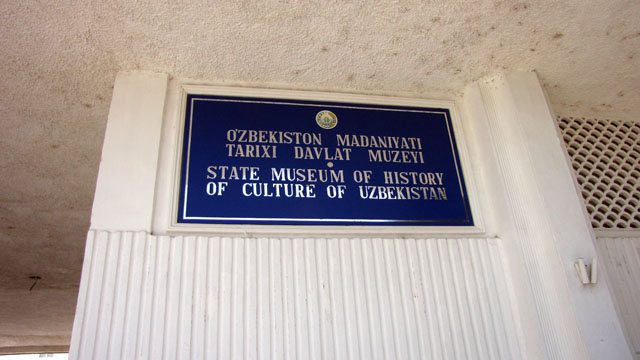 O'ZBEKISTON MADANIYATI
TARIXI DAVLAT MUZEYI
STATE MUSEUM OF HISTORY
OF CULTURE OF UZBEKISTAN